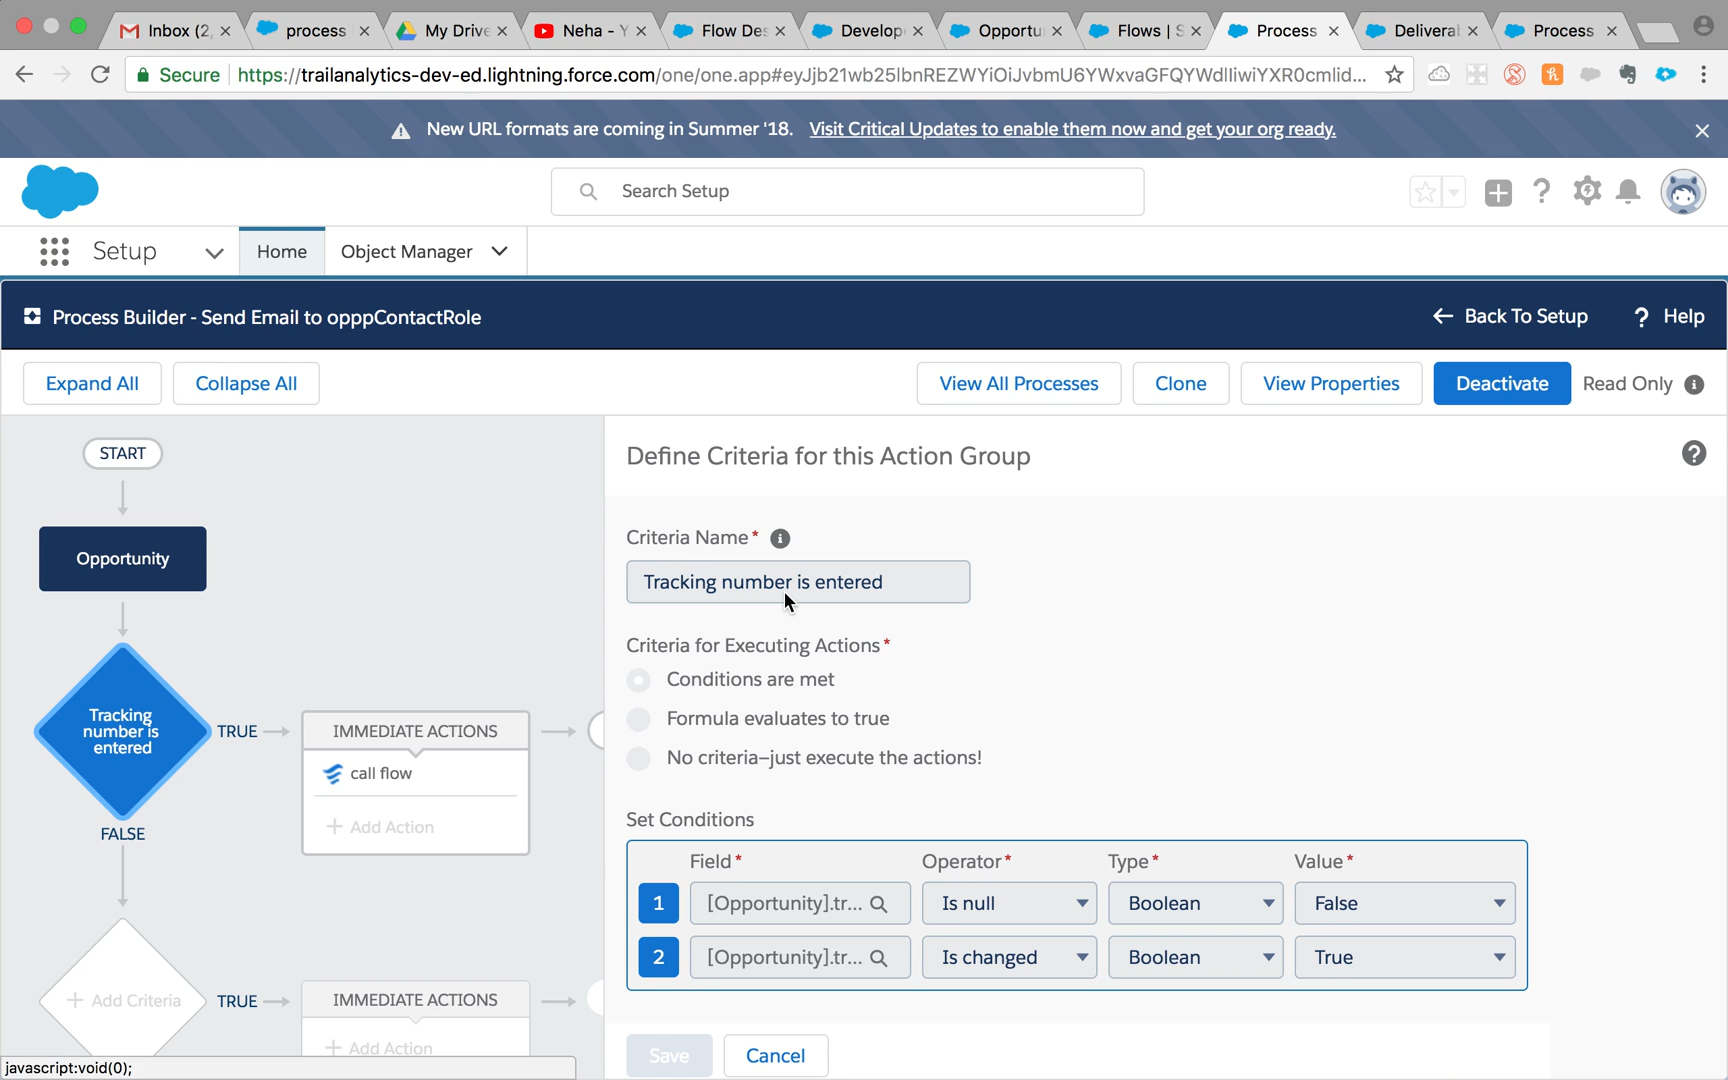 Inbox (2,
process
My Drive
Neha - Y
Flow Des
Develop
Opportu
Flows | S
Process
Deliverab
Process
Secure
https://trailanalytics-dev-ed.lightning.force.com/one/one.app#eyJjb21wb25lbnREZWYiOiJvbmU6YWxvaGFQYWdlIiwiYXR0cmlid...
New URL formats are coming in Summer '18. Visit Critical Updates to enable them now and get your org ready.
Search Setup
Setup
Home
Object Manager
Process Builder - Send Email to opppContactRole
Back To Setup
? Help
Expand All
Collapse All
View All Processes
Clone
View Properties
Deactivate
Read Only
START
Opportunity
Tracking
number is
entered
TRUE
IMMEDIATE ACTIONS
call flow
+ Add Action
FALSE
+ Add Criteria
TRUE
IMMEDIATE ACTIONS
+ Add Action
javascript:void(0);
Define Criteria for this Action Group
Criteria Name*
Tracking number is entered
Criteria for Executing Actions*
Conditions are met
Formula evaluates to true
No criteria–just execute the actions!
Set Conditions
Field* Operator* Type* Value*
1 [Opportunity].tr... Is null Boolean False
2 [Opportunity].tr... Is changed Boolean True
Save
Cancel